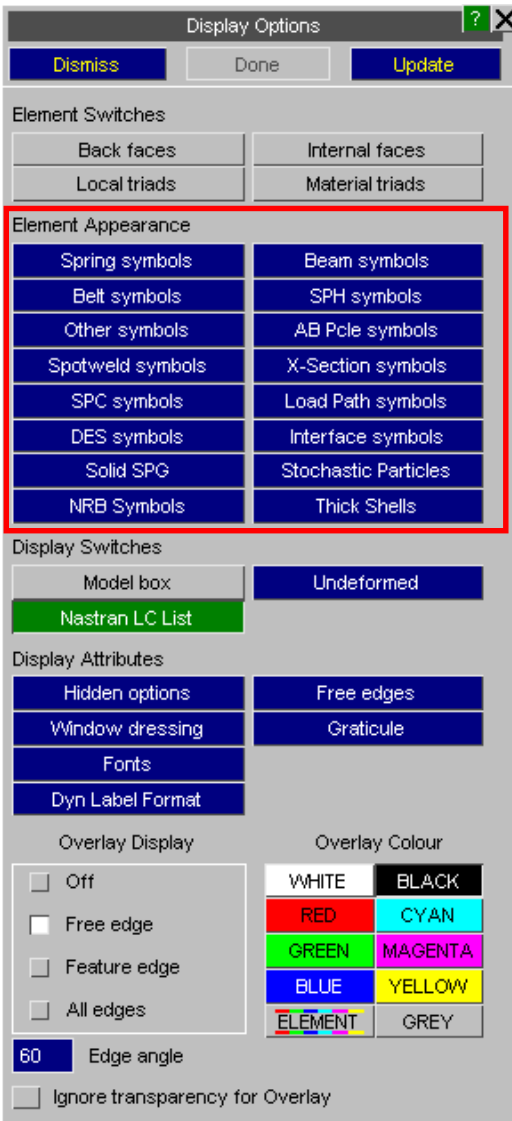 Display Options ? X
Dismiss Done Update
Element Switches
Back faces Internal faces
Local triads Material triads
Element Appearance
Spring symbols Beam symbols
Belt symbols SPH symbols
Other symbols AB Pcle symbols
Spotweld symbols X-Section symbols
SPC symbols Load Path symbols
DES symbols Interface symbols
Solid SPG Stochastic Particles
NRB Symbols Thick Shells
Display Switches
Model box Undeformed
Nastran LC List
Display Attributes
Hidden options Free edges
Window dressing Graticule
Fonts
Dyn Label Format
Overlay Display Overlay Colour
Off WHITE BLACK
Free edge RED CYAN
Feature edge GREEN MAGENTA
All edges BLUE YELLOW
ELEMENT GREY
60 Edge angle
Ignore transparency for Overlay